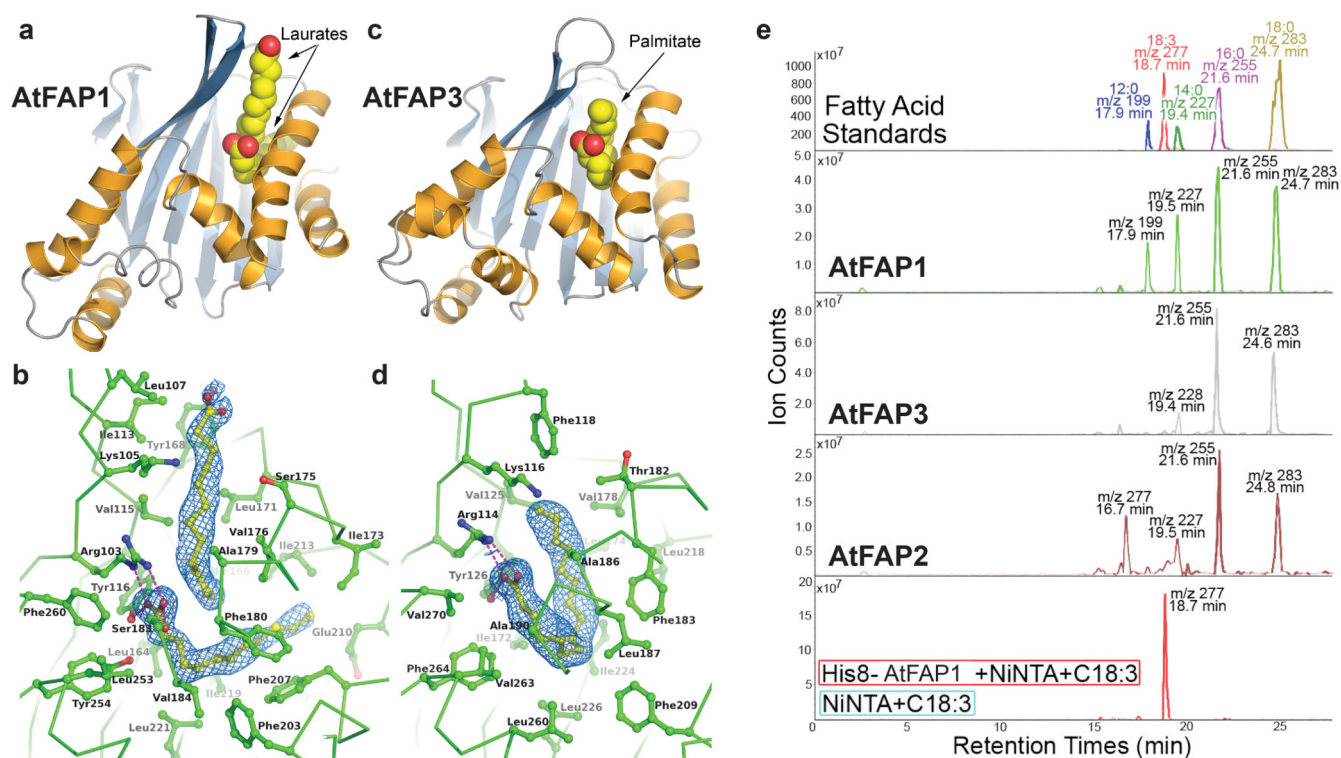 a
Laurates
AtFAP1
c
Palmitate
AtFAP3
b
Leu107
Ile113
Tyr168
Lys105
Ser175
Val115
Leu171
Val176
Ile173
Arg103
Ala179
Ile213
Tyr116
Phe260
Phe180
Ser183
Glu210
Leu164
Leu253
Phe207
Ile219
Tyr254
Val184
Phe203
Leu221
d
Phe118
Lys116
Thr182
Val125
Val178
Arg114
Leu218
Ala186
Tyr126
Val270
Phe183
Ala190
Ile172
Leu187
Phe264
Val263
Ile224
Leu226
Phe209
Leu260
e
Ion Counts
x10⁷
1000
800
600
400
200
Fatty Acid
Standards
12:0
m/z 199
17.9 min
18:3
m/z 277
18.7 min
14:0
m/z 227
19.4 min
16:0
m/z 255
21.6 min
18:0
m/z 283
24.7 min
5.0 x10⁷
4.0
3.0
2.0
1.0
AtFAP1
m/z 199
17.9 min
m/z 227
19.5 min
m/z 255
21.6 min
m/z 283
24.7 min
x10⁷
8.0
6.0
4.0
2.0
AtFAP3
m/z 228
19.4 min
m/z 255
21.6 min
m/z 283
24.6 min
x10⁷
2.5
2.0
1.5
1.0
0.5
AtFAP2
m/z 277
16.7 min
m/z 227
19.5 min
m/z 255
21.6 min
m/z 283
24.8 min
20 x10⁷
15
10
5
m/z 277
18.7 min
His8- AtFAP1 +NiNTA+C18:3
NiNTA+C18:3
5 10 15 20 25
Retention Times (min)